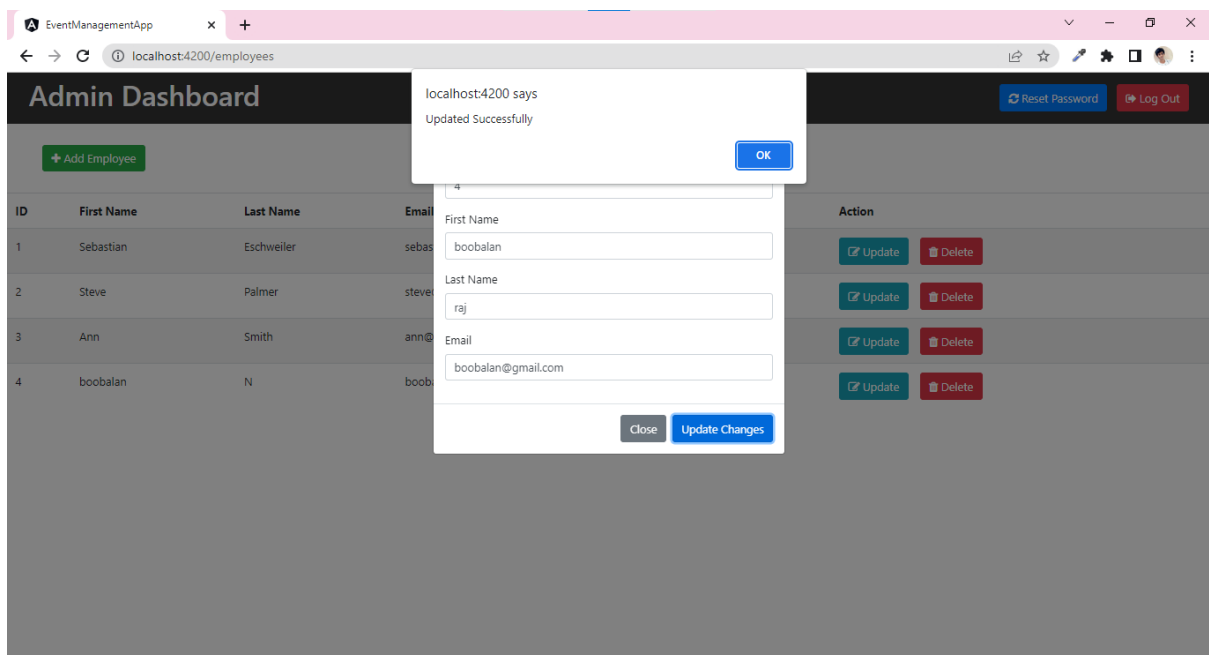 EventManagementApp
localhost:4200/employees
Admin Dashboard
Reset Password Log Out
localhost:4200 says
Updated Successfully
OK
Add Employee
4
ID First Name Last Name Email Action
First Name
1 Sebastian Eschweiler sebas Update Delete
boobalan
Last Name
2 Steve Palmer Update Delete
raj
3 Ann Smith ann@ Update Delete
Email
boobalan@gmail.com
4 boobalan N Update Delete
Close Update Changes